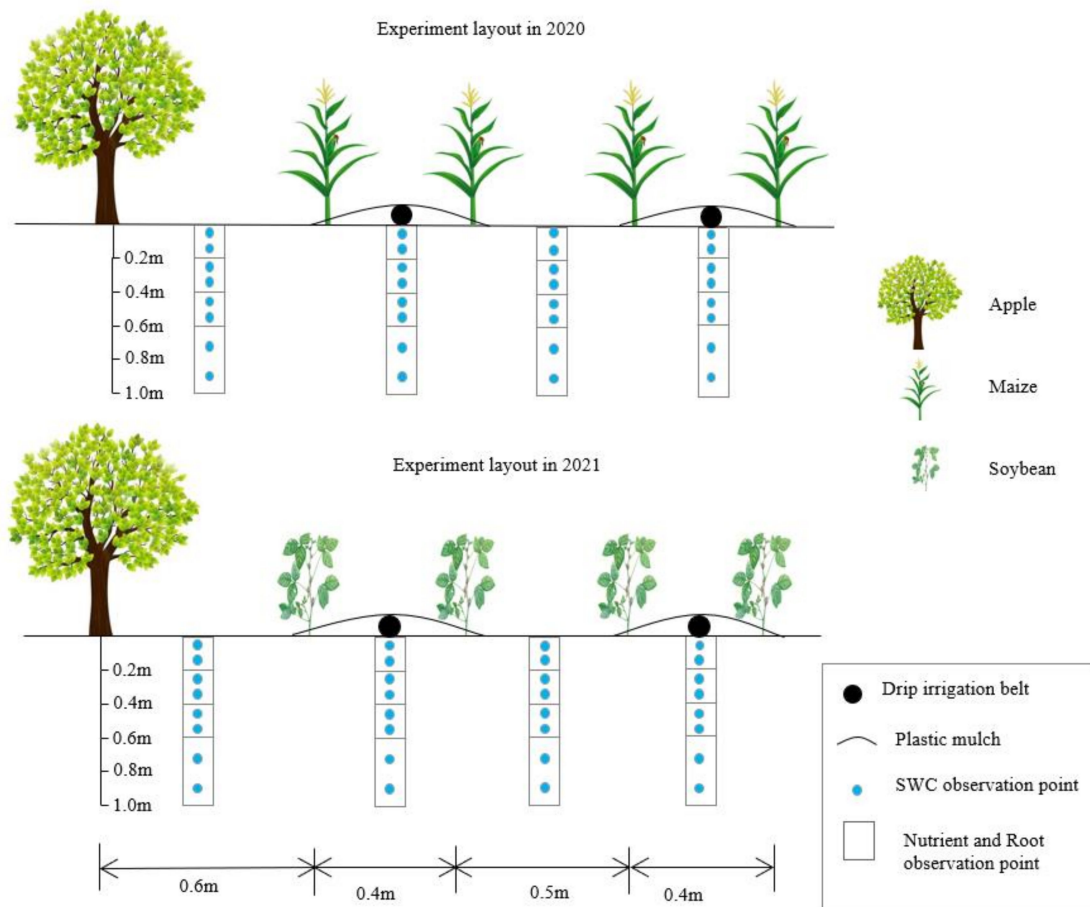 Experiment layout in 2020
0.2m
0.4m
0.6m
0.8m
1.0m
Apple
Maize
Soybean
Experiment layout in 2021
0.2m
0.4m
0.6m
0.8m
1.0m
0.6m
0.4m
0.5m
0.4m
Drip irrigation belt
Plastic mulch
SWC observation point
Nutrient and Root
observation point